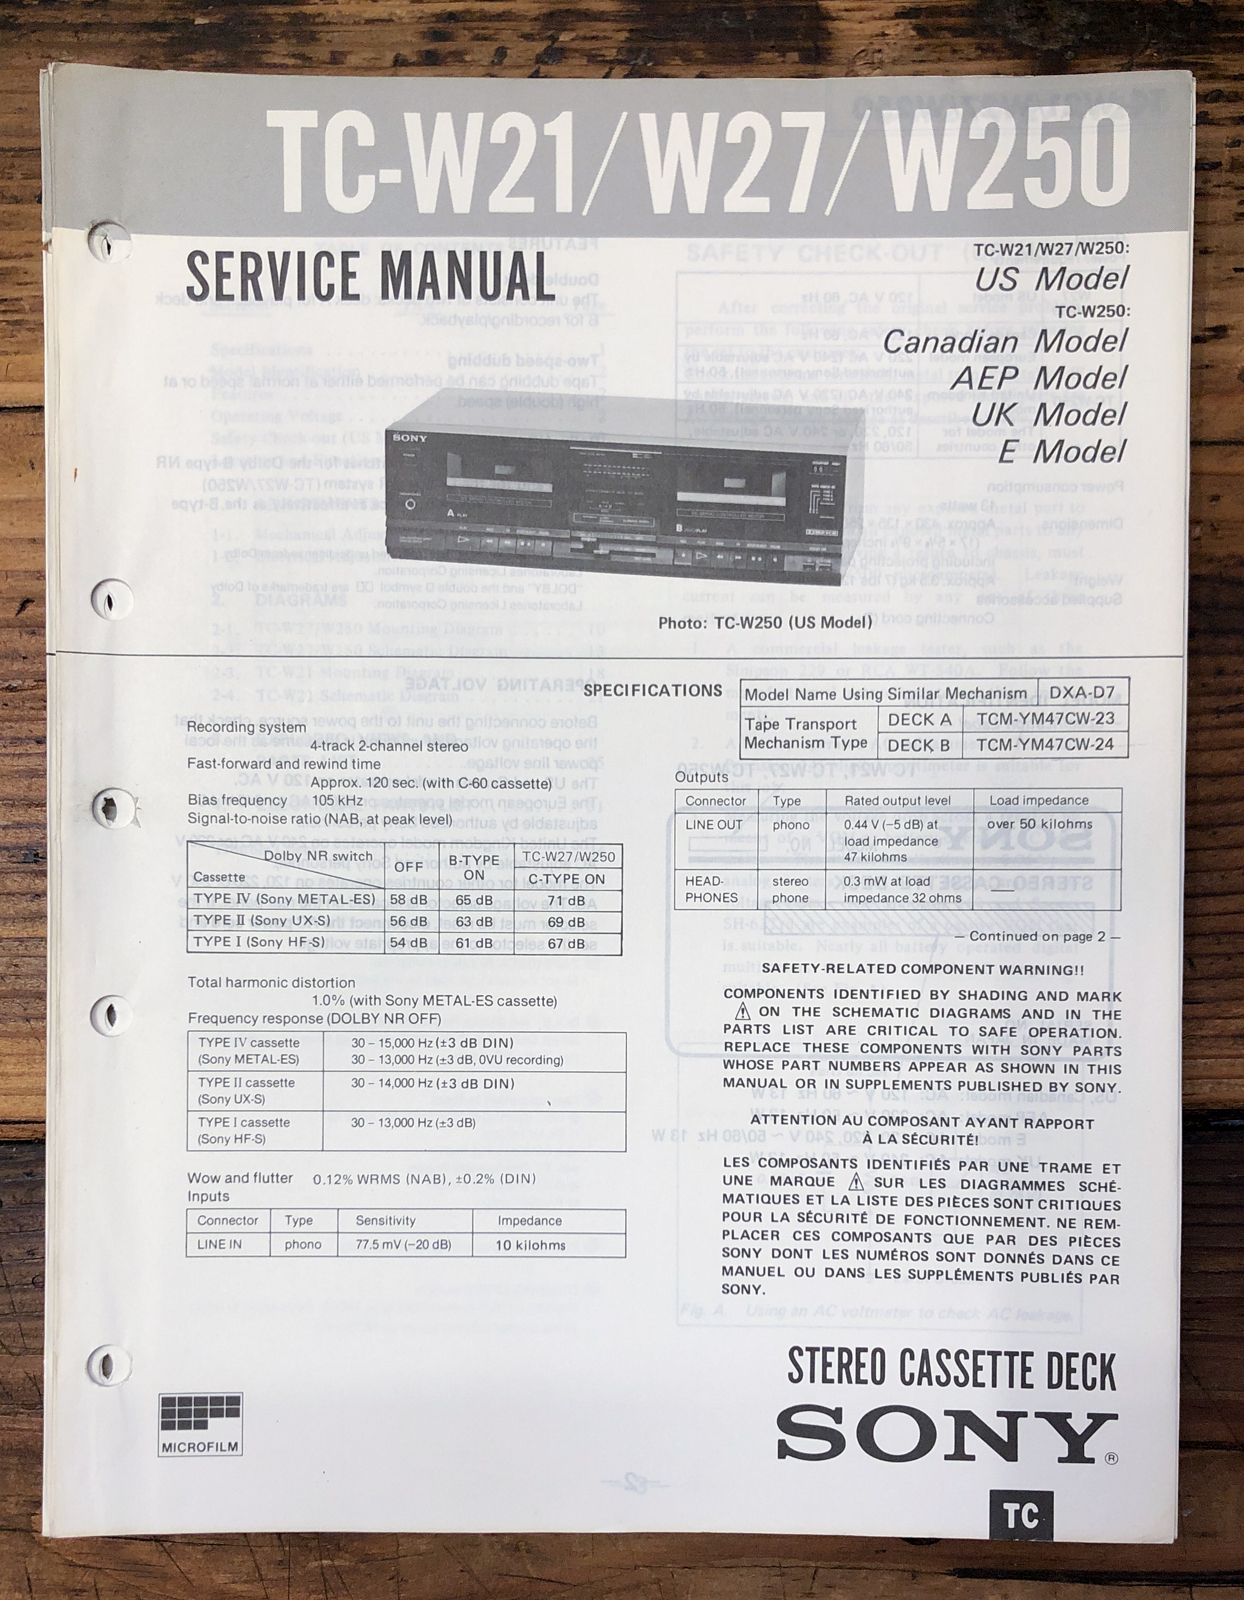 TC-W21/W27/W250
SERVICE MANUAL
TC-W21/W27/W250:
US Model
TC-W250:
Canadian Model
AEP Model
UK Model
E Model
SONY
A
B
Photo: TC-W250 (US Model)
SPECIFICATIONS
Model Name Using Similar Mechanism DXA-D7
Tape Transport Mechanism Type DECK A TCM-YM47CW-23
DECK B TCM-YM47CW-24
Recording system
4-track 2-channel stereo
Fast-forward and rewind time
Approx. 120 sec. (with C-60 cassette)
Bias frequency 105 kHz
Signal-to-noise ratio (NAB, at peak level)
Dolby NR switch OFF B-TYPE ON TC-W27/W250
Cassette C-TYPE ON
TYPE IV (Sony METAL-ES) 58 dB 65 dB 71 dB
TYPE II (Sony UX-S) 56 dB 63 dB 69 dB
TYPE I (Sony HF-S) 54 dB 61 dB 67 dB
Total harmonic distortion
1.0% (with Sony METAL-ES cassette)
Frequency response (DOLBY NR OFF)
TYPE IV cassette 30 – 15,000 Hz (±3 dB DIN)
(Sony METAL-ES) 30 – 13,000 Hz (±3 dB, 0VU recording)
TYPE II cassette 30 – 14,000 Hz (±3 dB DIN)
(Sony UX-S)
TYPE I cassette 30 – 13,000 Hz (±3 dB)
(Sony HF-S)
Wow and flutter 0.12% WRMS (NAB), ±0.2% (DIN)
Inputs
Connector Type Sensitivity Impedance
LINE IN phono 77.5 mV (−20 dB) 10 kilohms
Outputs
Connector Type Rated output level Load impedance
LINE OUT phono 0.44 V (−5 dB) at over 50 kilohms
load impedance
47 kilohms
HEAD- stereo 0.3 mW at load
PHONES phone impedance 32 ohms
— Continued on page 2 —
SAFETY-RELATED COMPONENT WARNING!!
COMPONENTS IDENTIFIED BY SHADING AND MARK
⚠ ON THE SCHEMATIC DIAGRAMS AND IN THE
PARTS LIST ARE CRITICAL TO SAFE OPERATION.
REPLACE THESE COMPONENTS WITH SONY PARTS
WHOSE PART NUMBERS APPEAR AS SHOWN IN THIS
MANUAL OR IN SUPPLEMENTS PUBLISHED BY SONY.
ATTENTION AU COMPOSANT AYANT RAPPORT
À LA SÉCURITÉ!
LES COMPOSANTS IDENTIFIÉS PAR UNE TRAME ET
UNE MARQUE ⚠ SUR LES DIAGRAMMES SCHÉ-
MATIQUES ET LA LISTE DES PIÈCES SONT CRITIQUES
POUR LA SÉCURITÉ DE FONCTIONNEMENT. NE REM-
PLACER CES COMPOSANTS QUE PAR DES PIÈCES
SONY DONT LES NUMÉROS SONT DONNÉS DANS CE
MANUEL OU DANS LES SUPPLÉMENTS PUBLIÉS PAR
SONY.
STEREO CASSETTE DECK
SONY®
MICROFILM
TC